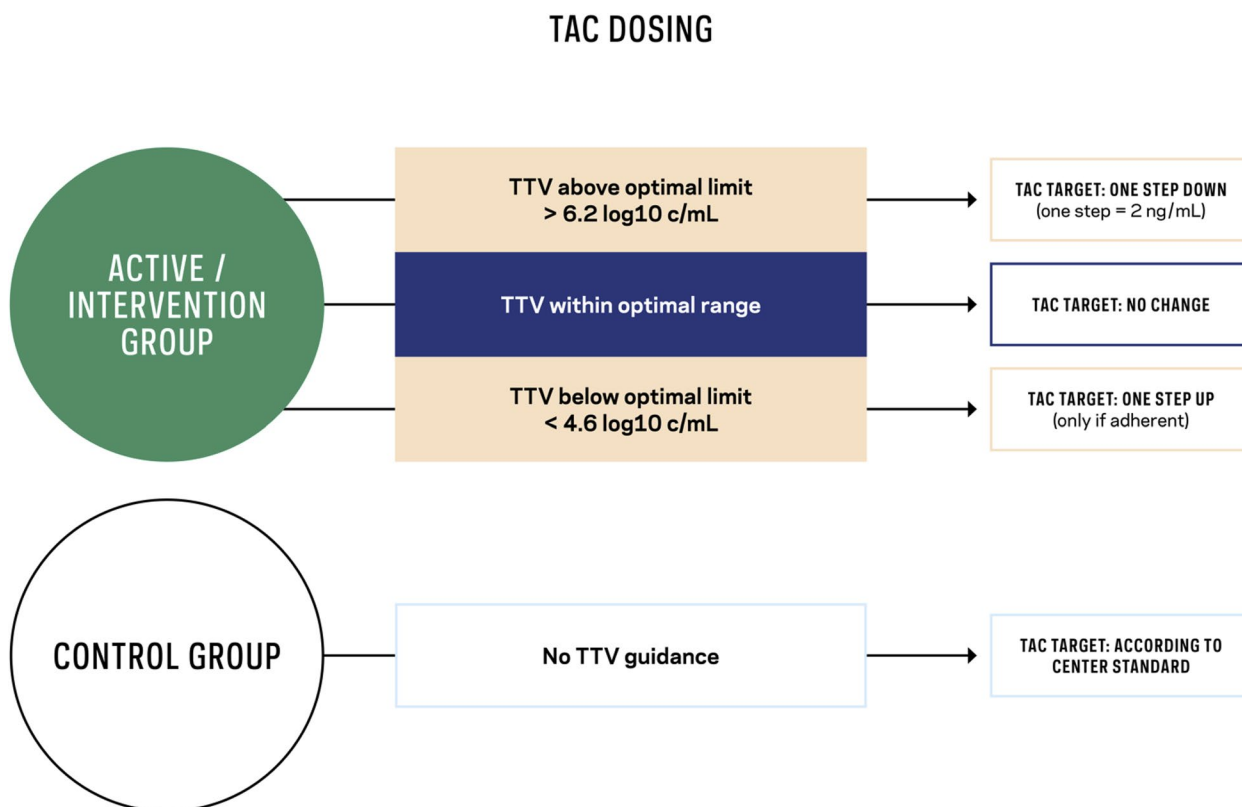 TAC DOSING
ACTIVE /
INTERVENTION
GROUP
TTV above optimal limit
> 6.2 log10 c/mL
TAC TARGET: ONE STEP DOWN
(one step = 2 ng/mL)
TTV within optimal range
TAC TARGET: NO CHANGE
TTV below optimal limit
< 4.6 log10 c/mL
TAC TARGET: ONE STEP UP
(only if adherent)
CONTROL GROUP
No TTV guidance
TAC TARGET: ACCORDING TO
CENTER STANDARD